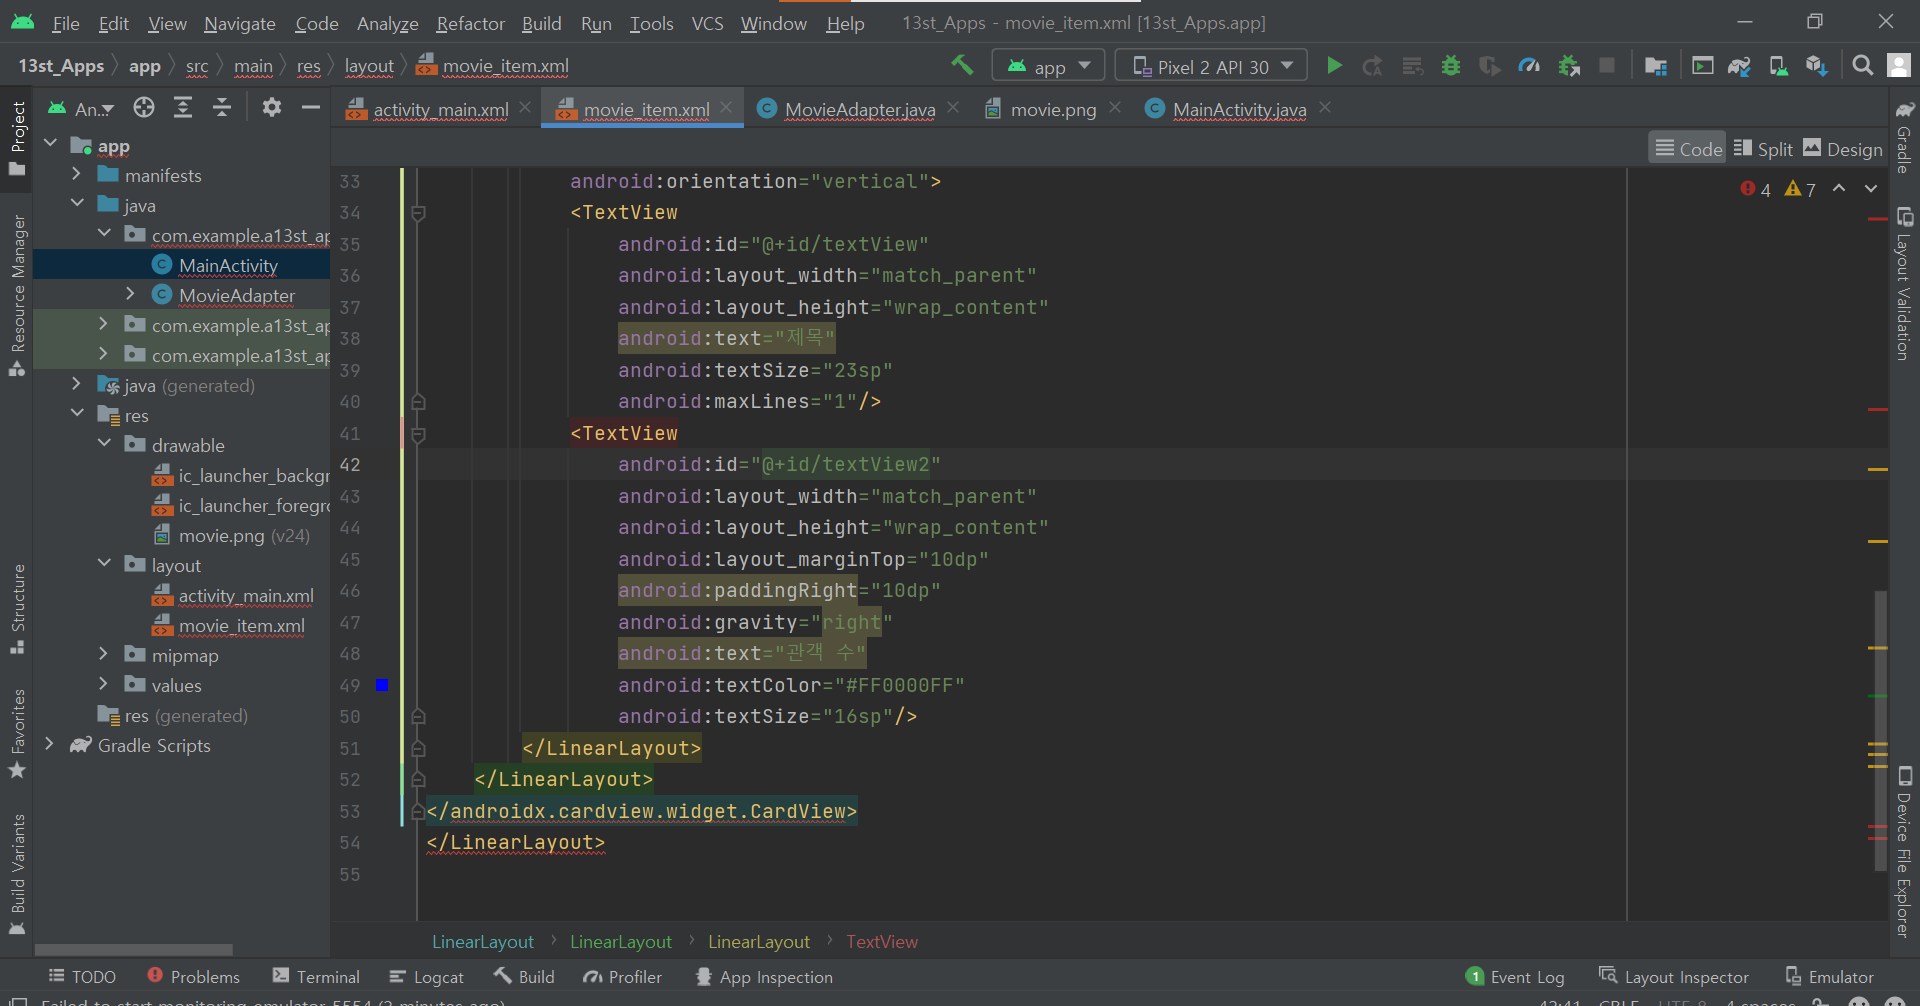 File Edit View Navigate Code Analyze Refactor Build Run Tools VCS Window Help 13st_Apps - movie_item.xml [13st_Apps.app]
13st_Apps app src main res layout movie_item.xml app Pixel 2 API 30
An... activity_main.xml movie_item.xml MovieAdapter.java movie.png MainActivity.java
Code Split Design
Project
Resource Manager
Structure
Favorites
Build Variants
app
manifests
java
com.example.a13st_ap
MainActivity
MovieAdapter
com.example.a13st_ap
com.example.a13st_ap
java (generated)
res
drawable
ic_launcher_backgr
ic_launcher_foregro
movie.png (v24)
layout
activity_main.xml
movie_item.xml
mipmap
values
res (generated)
Gradle Scripts
4 7
33 android:orientation="vertical">
34 <TextView
35 android:id="@+id/textView"
36 android:layout_width="match_parent"
37 android:layout_height="wrap_content"
38 android:text="제목"
39 android:textSize="23sp"
40 android:maxLines="1"/>
41 <TextView
42 android:id="@+id/textView2"
43 android:layout_width="match_parent"
44 android:layout_height="wrap_content"
45 android:layout_marginTop="10dp"
46 android:paddingRight="10dp"
47 android:gravity="right"
48 android:text="관객 수"
49 android:textColor="#FF0000FF"
50 android:textSize="16sp"/>
51 </LinearLayout>
52 </LinearLayout>
53 </androidx.cardview.widget.CardView>
54 </LinearLayout>
55
Gradle
Layout Validation
Device File Explorer
LinearLayout LinearLayout LinearLayout TextView
TODO Problems Terminal Logcat Build Profiler App Inspection 1 Event Log Layout Inspector Emulator
Failed to start monitoring emulator-5554 (2 minutes ago) 42:41 CRLF UTF-8 4 spaces